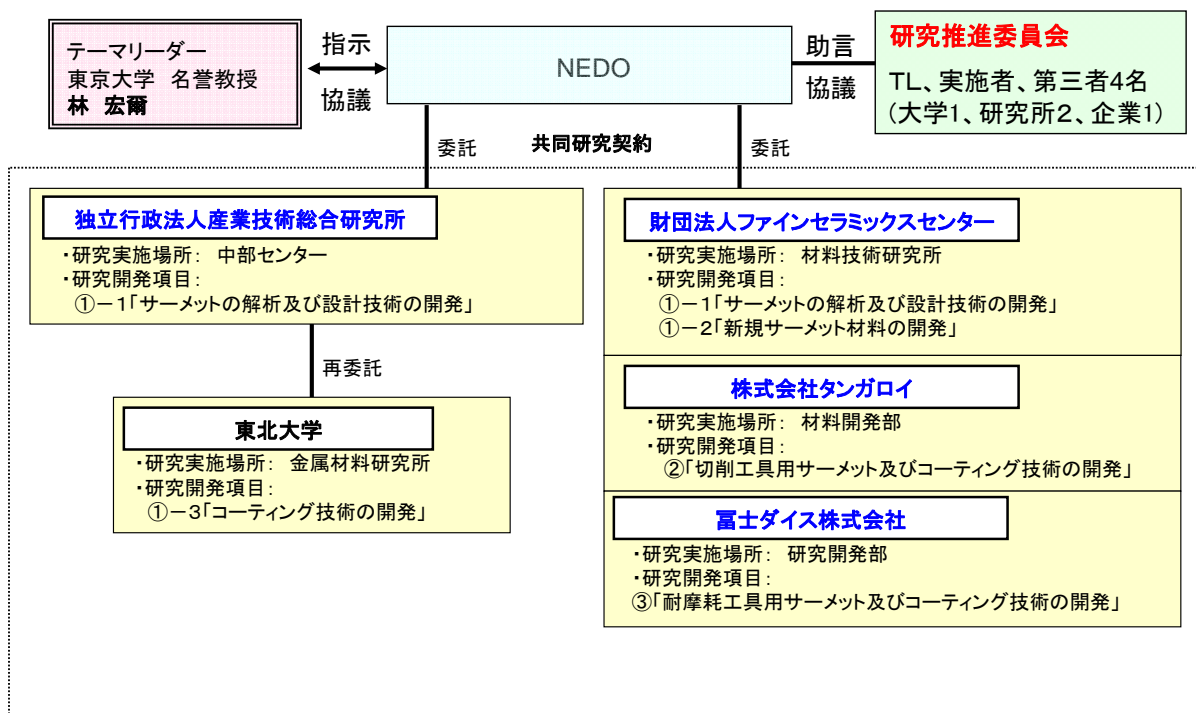 テーマリーダー
東京大学　名誉教授
林　宏爾
指示
協議
NEDO
助言
協議
研究推進委員会
TL、実施者、第三者4名
(大学1、研究所2、企業1)
委託
共同研究契約
委託
独立行政法人産業技術総合研究所
・研究実施場所：　中部センター
・研究開発項目：
①－1「サーメットの解析及び設計技術の開発」
再委託
東北大学
・研究実施場所：　金属材料研究所
・研究開発項目：
①－3「コーティング技術の開発」
財団法人ファインセラミックスセンター
・研究実施場所：　材料技術研究所
・研究開発項目：
①－1「サーメットの解析及び設計技術の開発」
①－2「新規サーメット材料の開発」
株式会社タンガロイ
・研究実施場所：　材料開発部
・研究開発項目：
②「切削工具用サーメット及びコーティング技術の開発」
冨士ダイス株式会社
・研究実施場所：　研究開発部
・研究開発項目：
③「耐摩耗工具用サーメット及びコーティング技術の開発」